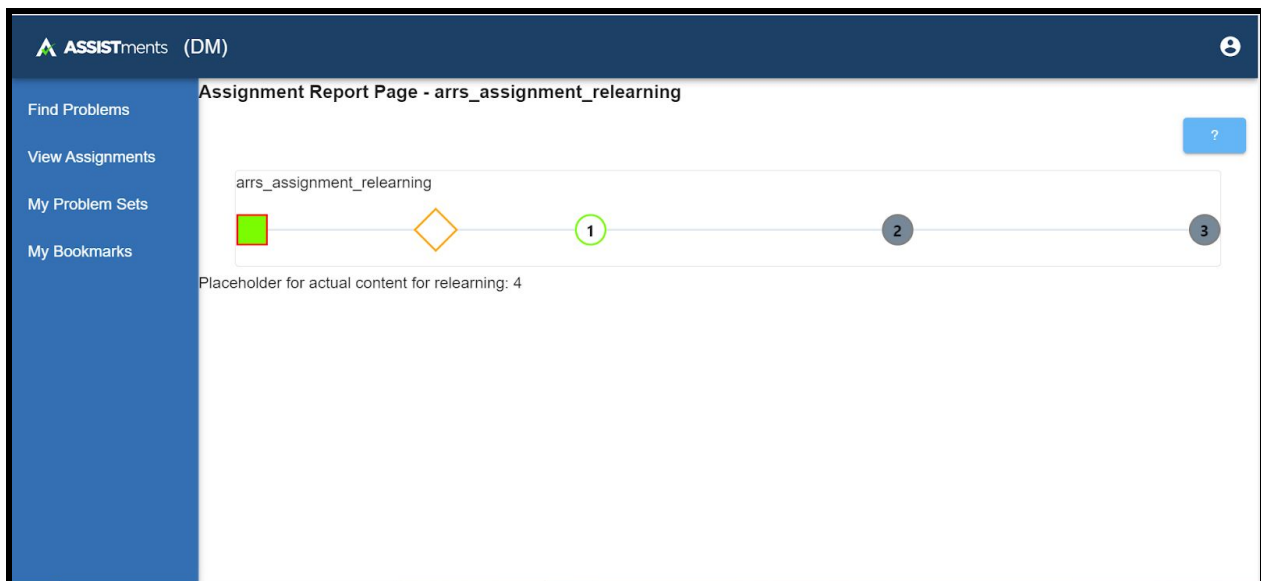 ASSISTments (DM)
Find Problems
View Assignments
My Problem Sets
My Bookmarks
Assignment Report Page - arrs_assignment_relearning
?
arrs_assignment_relearning
1 2 3
Placeholder for actual content for relearning: 4